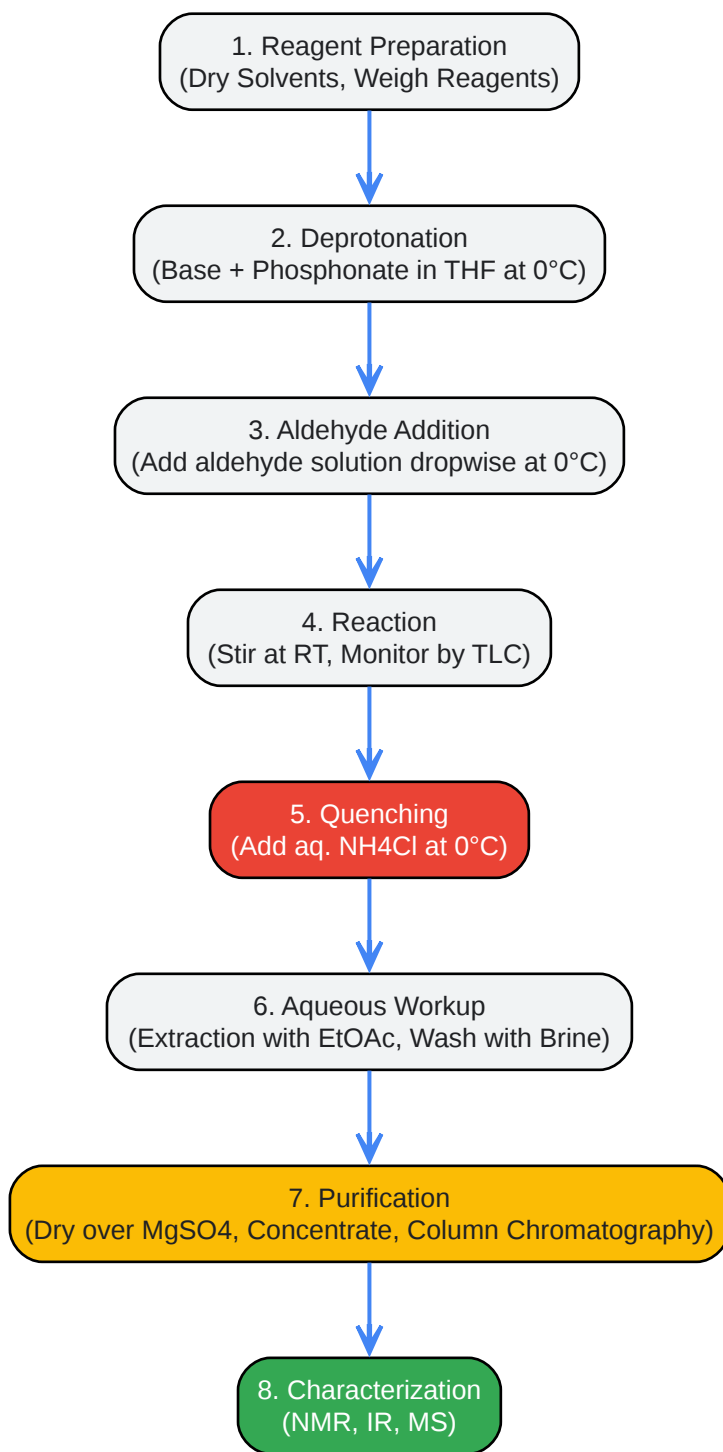 1. Reagent Preparation
(Dry Solvents, Weigh Reagents)
2. Deprotonation
(Base + Phosphonate in THF at 0°C)
3. Aldehyde Addition
(Add aldehyde solution dropwise at 0°C)
4. Reaction
(Stir at RT, Monitor by TLC)
5. Quenching
(Add aq. NH4Cl at 0°C)
6. Aqueous Workup
(Extraction with EtOAc, Wash with Brine)
7. Purification
(Dry over MgSO4, Concentrate, Column Chromatography)
8. Characterization
(NMR, IR, MS)